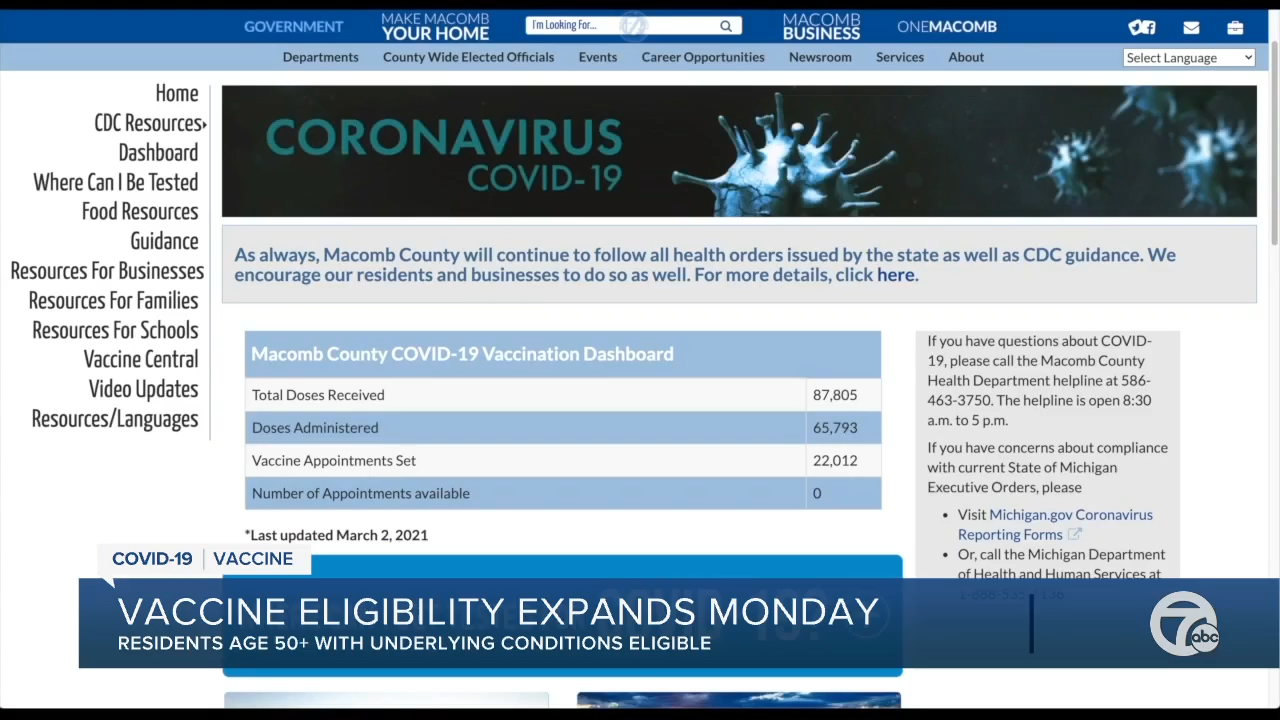 GOVERNMENT
MAKE MACOMB
YOUR HOME
I'm Looking For...
MACOMB
BUSINESS
ONEMACOMB
Departments
County Wide Elected Officials
Events
Career Opportunities
Newsroom
Services
About
Select Language
Home
CDC Resources
Dashboard
Where Can I Be Tested
Food Resources
Guidance
Resources For Businesses
Resources For Families
Resources For Schools
Vaccine Central
Video Updates
Resources/Languages
CORONAVIRUS
COVID-19
As always, Macomb County will continue to follow all health orders issued by the state as well as CDC guidance. We
encourage our residents and businesses to do so as well. For more details, click here.
Macomb County COVID-19 Vaccination Dashboard
Total Doses Received 87,805
Doses Administered 65,793
Vaccine Appointments Set 22,012
Number of Appointments available 0
*Last updated March 2, 2021
If you have questions about COVID-
19, please call the Macomb County
Health Department helpline at 586-
463-3750. The helpline is open 8:30
a.m. to 5 p.m.
If you have concerns about compliance
with current State of Michigan
Executive Orders, please
• Visit Michigan.gov Coronavirus
Reporting Forms
• Or, call the Michigan Department
of Health and Human Services at
COVID-19 | VACCINE
VACCINE ELIGIBILITY EXPANDS MONDAY
RESIDENTS AGE 50+ WITH UNDERLYING CONDITIONS ELIGIBLE
7 abc